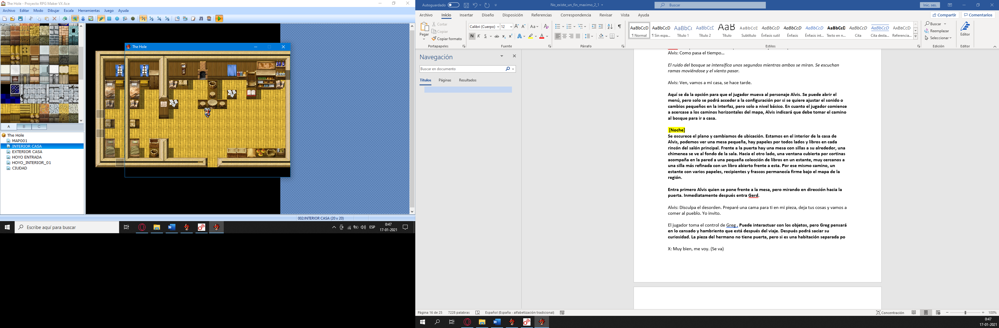 The Hole - Proyecto RPG Maker VX Ace
Archivo Editar Modo Dibujar Escala Herramientas Juego Ayuda
The Hole
A B C
The Hole
MAP001
INTERIOR CASA
EXTERIOR CASA
HOYO ENTRADA
HOYO_INTERIOR_01
CIUDAD
002:INTERIOR CASA (20 x 20)
Escribe aquí para buscar
ESP
0:47
17-01-2021
Autoguardado
No_existe_un_fin_maximo_2_1
Buscar
Inic. ses.
Archivo Inicio Insertar Diseño Disposición Referencias Correspondencia Revisar Vista Ayuda
Compartir Comentarios
Pegar
Cortar
Copiar
Copiar formato
Portapapeles
Calibri (Cuerpo) 12
N K S
Fuente
Párrafo
AaBbCcD AaBbCcD AaBbCc AaBbCcD AaB AaBbCcD AaBbCcD AaBbCcD AaBbCcD AaBbCcD AaBbCcD AaBbCcD AaBbCcD
¶ Normal ¶ Sin espa... Título 1 Título 2 Título Subtítulo Énfasis sutil Énfasis Énfasis int... Texto en n... Cita Cita desta... Referencia...
Estilos
Buscar
Reemplazar
Seleccionar
Edición
Editor
Editor
Navegación
Buscar en documento
Títulos Páginas Resultados
Alvis: Como pasa el tiempo...
El ruido del bosque se intensifica unos segundos mientras ambos se miran. Se escuchan
ramas moviéndose y el viento pasar.
Alvis: Ven, vamos a mi casa, se hace tarde.
Aquí se da la opción para que el jugador mueva al personaje Alvis. Se puede abrir el
menú, pero solo se podrá acceder a la configuración por si se quiere ajustar el sonido o
cambios pequeños en la interfaz, pero solo a nivel básico. En cuanto el jugador comience
a acercase a los caminos horizontales del mapa, Alvis indicará que debe tomar el camino
al bosque para ir a casa.
[Noche]
Se oscurece el plano y cambiamos de ubicación. Estamos en el interior de la casa de
Alvis, podemos ver una mesa pequeña, hay papeles por todos lados y libros en cada
rincón del salón principal. Frente a la puerta hay una mesa con sillas a su alrededor, una
chimenea se ve al fondo de la sala. Hacia el otro lado, una ventana cubierta por cortinas
acompaña en la pared a una pequeña colección de libros en un estante, muy cercanos a
una silla más refinada con un libro abierto frente a esta. Por ese mismo camino, un
estante con varios papeles, recipientes y frascos permanecía firme bajo el mapa de la
región.
Entra primero Alvis quien se pone frente a la mesa, pero mirando en dirección hacia la
puerta. Inmediatamente después entra Gerd.
Alvis: Disculpa el desorden. Preparé una cama para ti en mi pieza, deja tus cosas y vamos a
comer al pueblo. Yo invito.
El jugador toma el control de Greg . Puede interactuar con los objetos, pero Greg pensará
en lo cansado y hambriento que está después del viaje. Después podrá saciar su
curiosidad. La pieza del hermano no tiene puerta, pero si es una habitación separada po
X: Muy bien, me voy. (Se va)
Página 16 de 25 7228 palabras Español (España - alfabetización tradicional)
Concentración 100%
0:47
17-01-2021